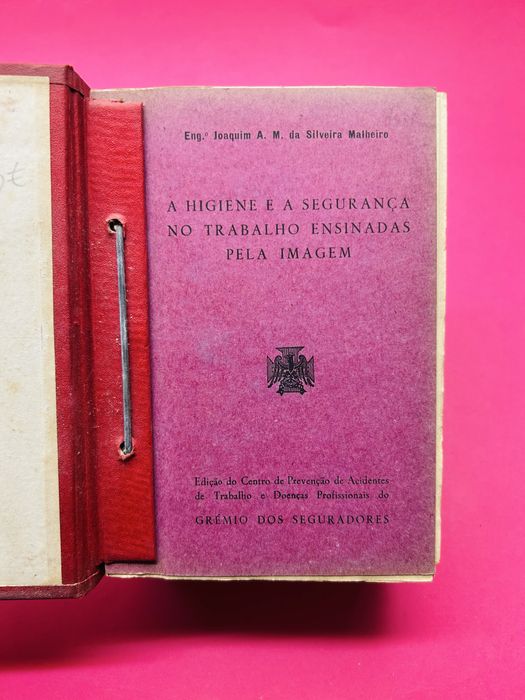 Eng.º Joaquim A. M. da Silveira Malheiro
A HIGIENE E A SEGURANÇA
NO TRABALHO ENSINADAS
PELA IMAGEM
Edição do Centro de Prevenção de Acidentes
de Trabalho e Doenças Profissionais do
GRÉMIO DOS SEGURADORES